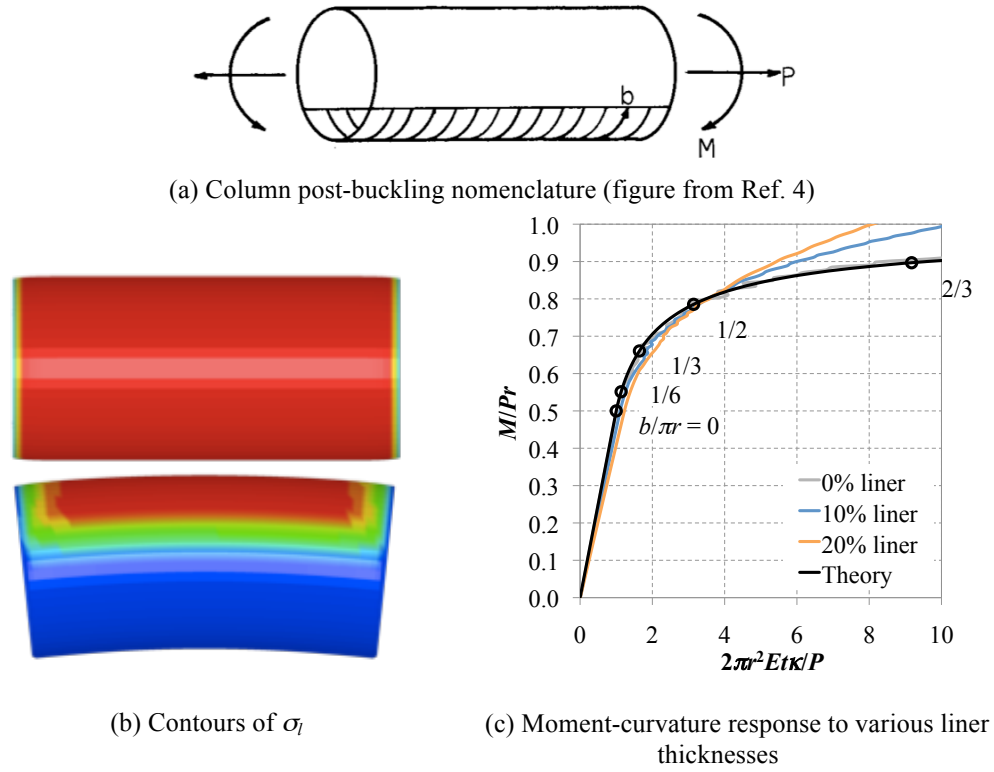 b
P
M
(a) Column post-buckling nomenclature (figure from Ref. 4)
(b) Contours of σl
M/Pr
1.0
0.9
0.8
0.7
0.6
0.5
0.4
0.3
0.2
0.1
0.0
2/3
1/2
1/3
1/6
b/πr = 0
0% liner
10% liner
20% liner
Theory
0 2 4 6 8 10
2πr²Etκ/P
(c) Moment-curvature response to various liner
thicknesses